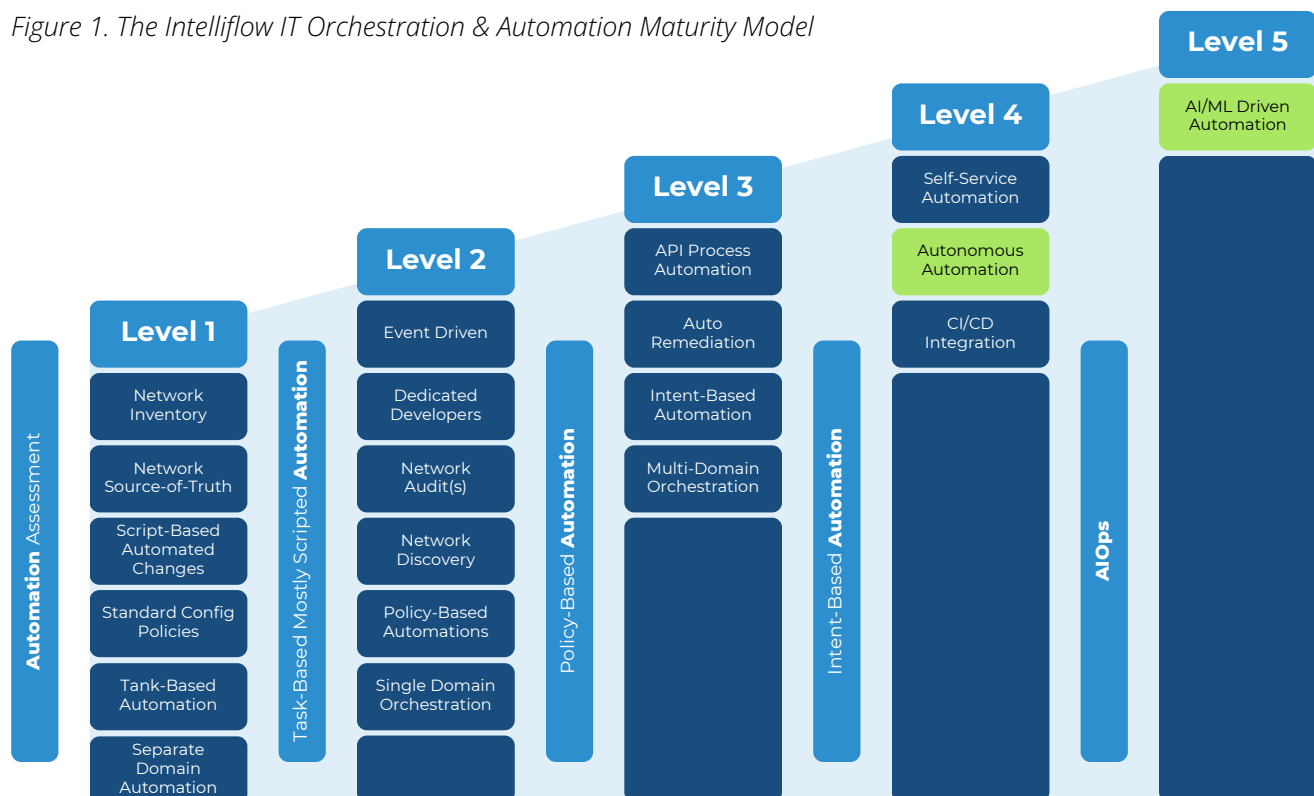 Figure 1. The Intelliflow IT Orchestration & Automation Maturity Model
Automation Assessment
Level 1
Network
Inventory
Network
Source-of-Truth
Script-Based
Automated
Changes
Standard Config
Policies
Tank-Based
Automation
Separate
Domain
Automation
Task-Based Mostly Scripted Automation
Level 2
Event Driven
Dedicated
Developers
Network
Audit(s)
Network
Discovery
Policy-Based
Automations
Single Domain
Orchestration
Policy-Based Automation
Level 3
API Process
Automation
Auto
Remediation
Intent-Based
Automation
Multi-Domain
Orchestration
Intent-Based Automation
Level 4
Self-Service
Automation
Autonomous
Automation
CI/CD
Integration
AIOps
Level 5
AI/ML Driven
Automation